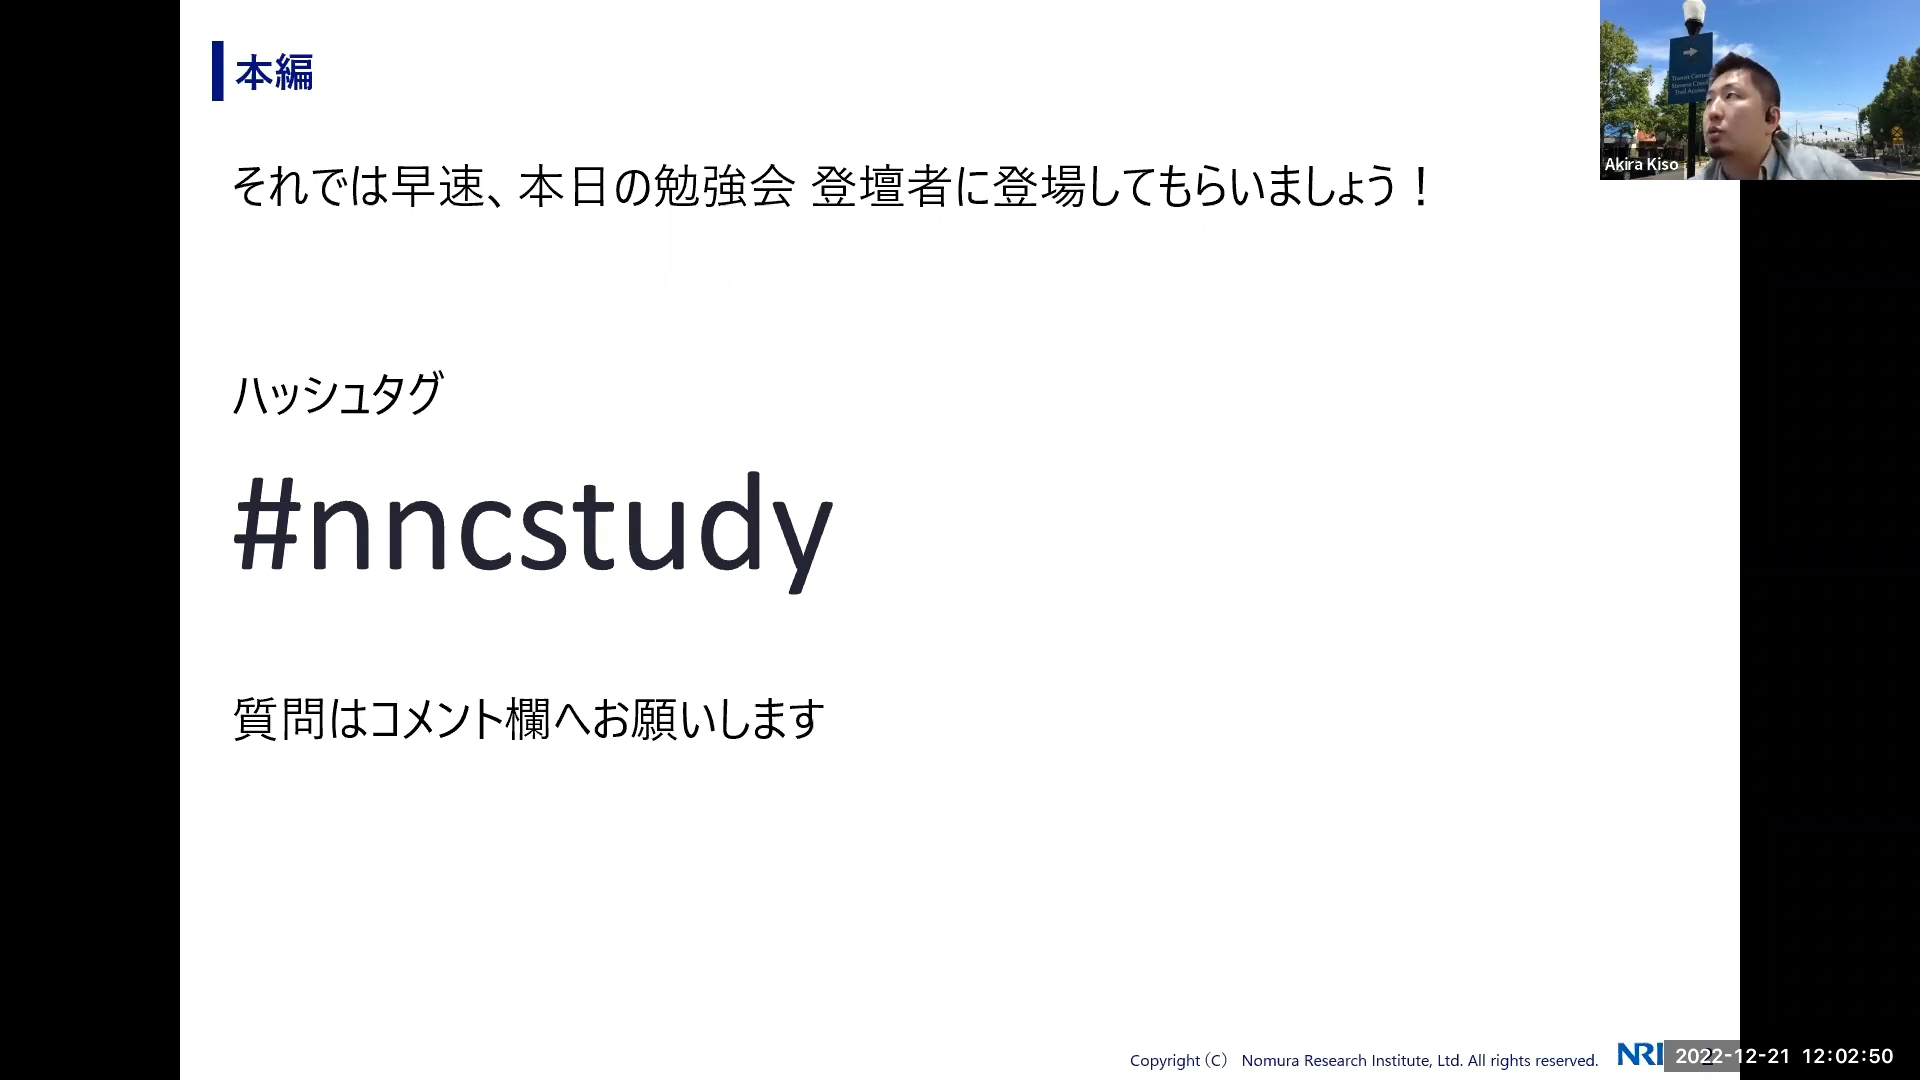 本編
それでは早速、本日の勉強会 登壇者に登場してもらいましょう！
ハッシュタグ
#nncstudy
質問はコメント欄へお願いします
Akira Kiso
Copyright（C） Nomura Research Institute, Ltd. All rights reserved.
NRI
2022-12-21 12:02:50